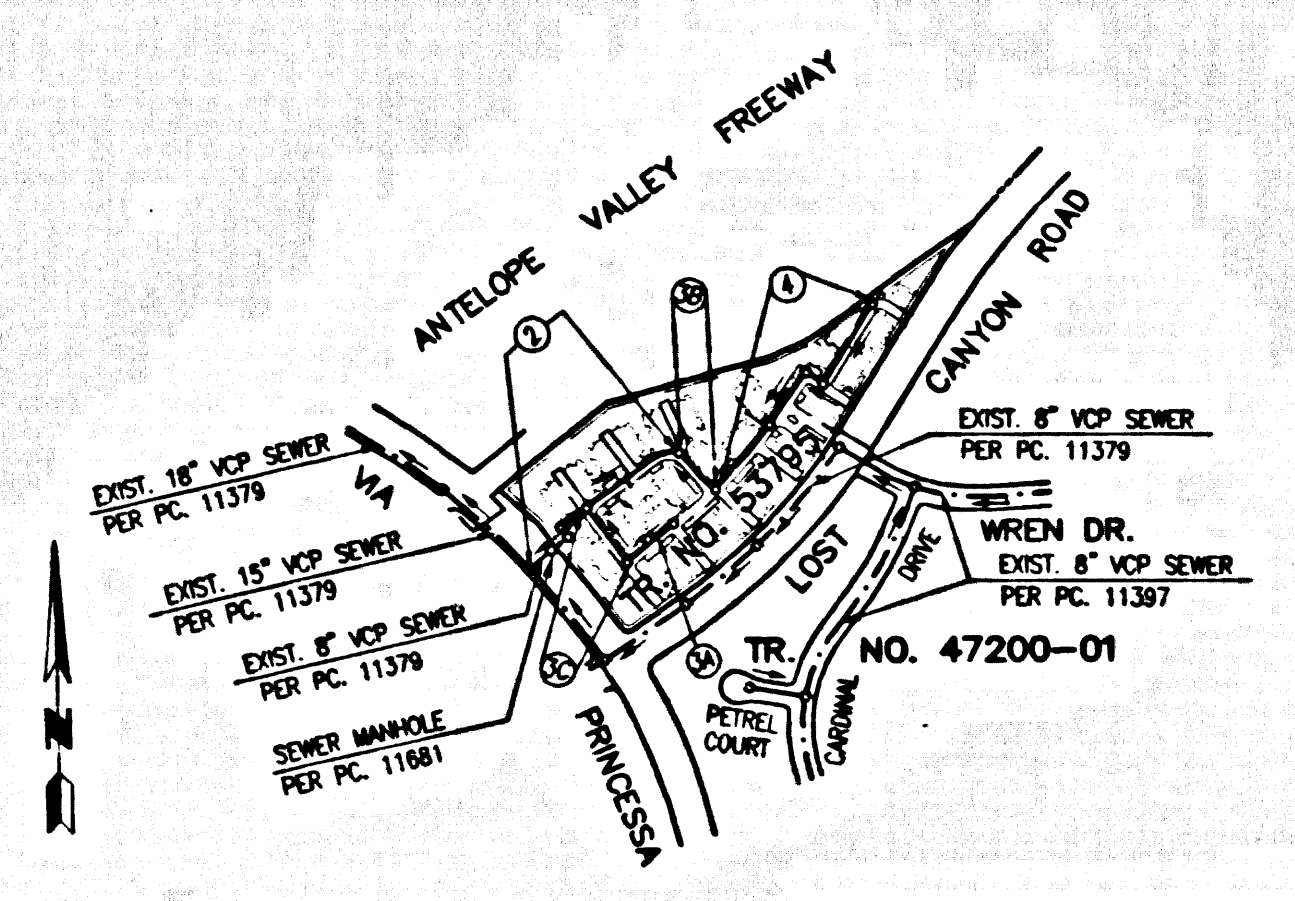 ANTELOPE VALLEY FREEWAY
2
3B
4
CANYON ROAD
EXIST. 18" VCP SEWER
PER PC. 11379
VIA
EXIST. 8" VCP SEWER
PER PC. 11379
TR. NO. 53795
WREN DR.
EXIST. 15" VCP SEWER
PER PC. 11379
LOST
DRIVE
EXIST. 8" VCP SEWER
PER PC. 11397
EXIST. 8" VCP SEWER
PER PC. 11379
3C
3A
TR. NO. 47200-01
N
SEWER MANHOLE
PER PC. 11681
PRINCESSA
PETREL
COURT
CARDINAL